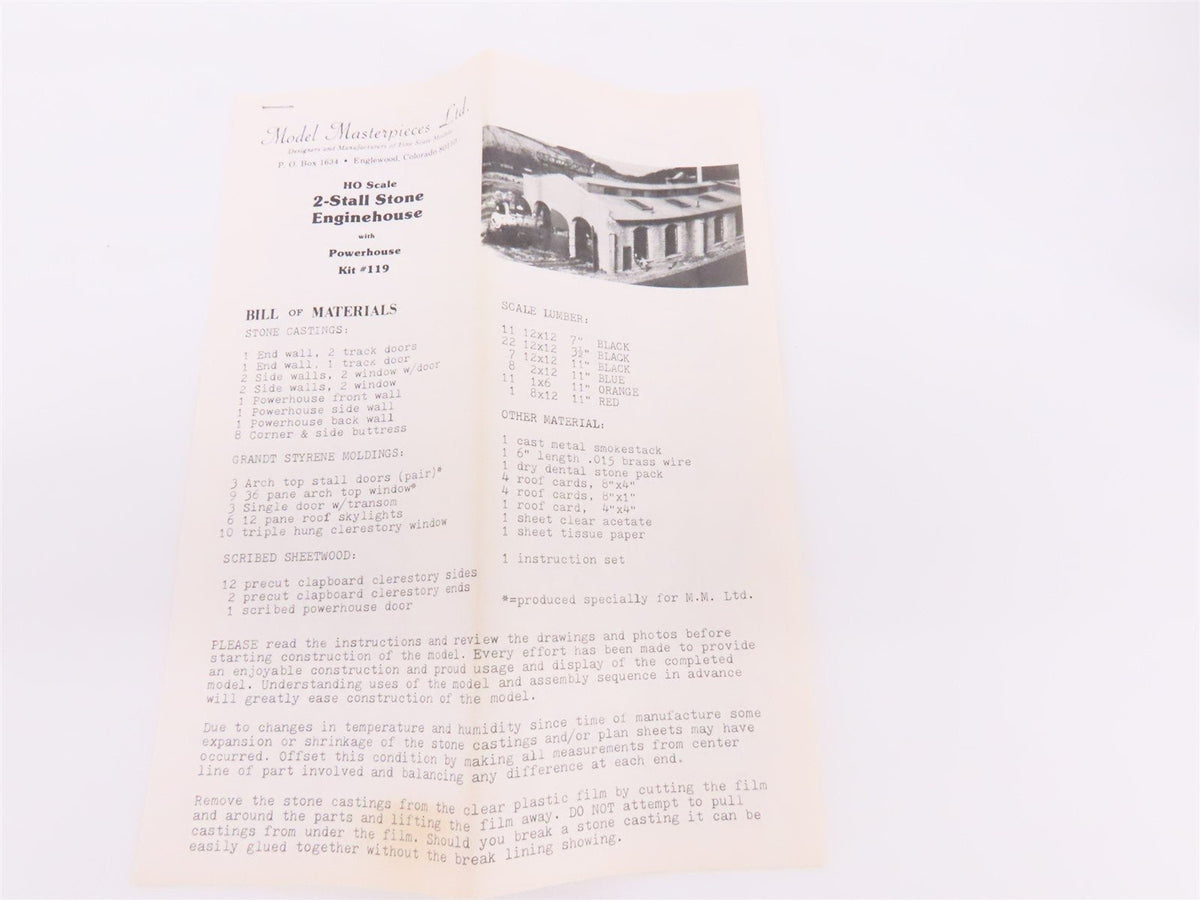 Model Masterpieces Ltd.
Designers and Manufacturers of Fine Scale Models
P. O. Box 1634 • Englewood, Colorado 80150
HO Scale
2-Stall Stone
Enginehouse
with
Powerhouse
Kit #119
BILL OF MATERIALS
STONE CASTINGS:
1 End wall, 2 track doors
1 End wall, 1 track door
2 Side walls, 2 window w/door
2 Side walls, 2 window
1 Powerhouse front wall
1 Powerhouse side wall
1 Powerhouse back wall
8 Corner & side buttress
GRANDT STYRENE MOLDINGS:
3 Arch top stall doors (pair)*
9 36 pane arch top window*
3 Single door w/transom
6 12 pane roof skylights
10 triple hung clerestory window
SCRIBED SHEETWOOD:
12 precut clapboard clerestory sides
2 precut clapboard clerestory ends
1 scribed powerhouse door
SCALE LUMBER:
11 12x12 7" BLACK
22 12x12 3½" BLACK
7 12x12 11" BLACK
8 2x12 11" BLUE
11 1x6 11" ORANGE
1 8x12 11" RED
OTHER MATERIAL:
1 cast metal smokestack
1 6" length .015 brass wire
1 dry dental stone pack
4 roof cards, 8"x4"
4 roof cards, 8"x1"
1 roof card, 4"x4"
1 sheet clear acetate
1 sheet tissue paper
1 instruction set
*=produced specially for M.M. Ltd.
PLEASE read the instructions and review the drawings and photos before
starting construction of the model. Every effort has been made to provide
an enjoyable construction and proud usage and display of the completed
model. Understanding uses of the model and assembly sequence in advance
will greatly ease construction of the model.
Due to changes in temperature and humidity since time of manufacture some
expansion or shrinkage of the stone castings and/or plan sheets may have
occurred. Offset this condition by making all measurements from center
line of part involved and balancing any difference at each end.
Remove the stone castings from the clear plastic film by cutting the film
and around the parts and lifting the film away. DO NOT attempt to pull
castings from under the film. Should you break a stone casting it can be
easily glued together without the break lining showing.